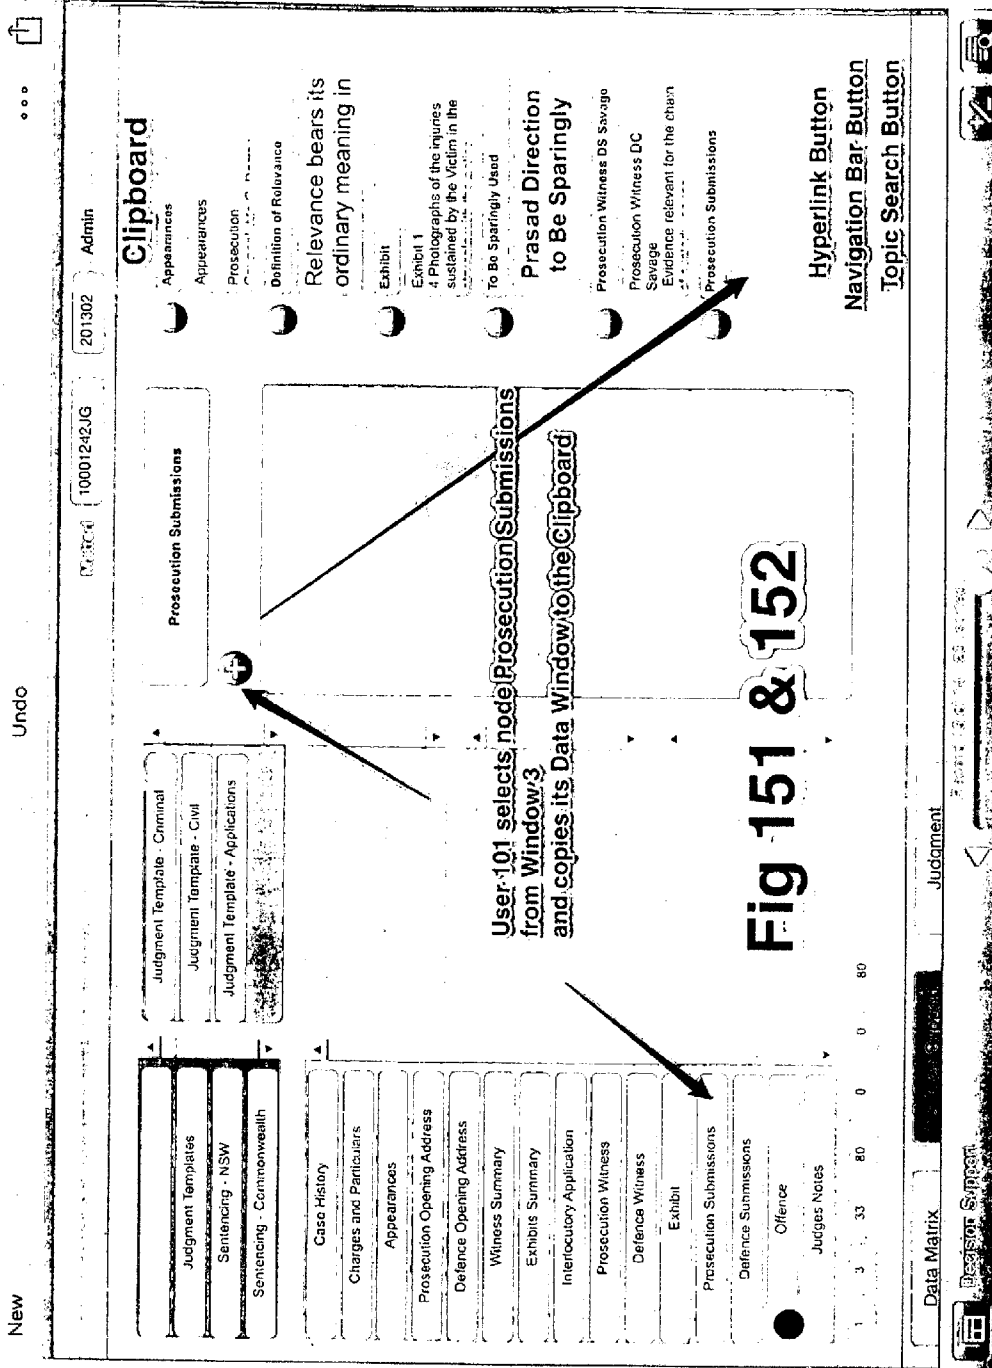 New
Undo
10001242JG
201302
Admin
Judgment Templates
Sentencing - NSW
Sentencing - Commonwealth
Judgment Template - Criminal
Judgment Template - Civil
Judgment Template - Applications
Prosecution Submissions
Case History
Charges and Particulars
Appearances
Prosecution Opening Address
Defence Opening Address
Witness Summary
Exhibits Summary
Interlocutory Application
Prosecution Witness
Defence Witness
Exhibit
Prosecution Submissions
Defence Submissions
Offence
Judges Notes
User 101 selects node Prosecution Submissions
from Window 3
and copies its Data Window to the Clipboard
Fig 151 & 152
Clipboard
Appearances
Appearances
Prosecution
Definition of Relevance
Relevance bears its
ordinary meaning in
Exhibit
Exhibit 1
4 Photographs of the injuries
sustained by the Victim in the
To Be Sparingly Used
Prasad Direction
to Be Sparingly
Prosecution Witness DS Savage
Prosecution Witness DC
Savage
Evidence relevant for the chain
Prosecution Submissions
Hyperlink Button
Navigation Bar Button
Topic Search Button
1 3 33 80 0 0 80
Data Matrix
Judgment
Decision Support